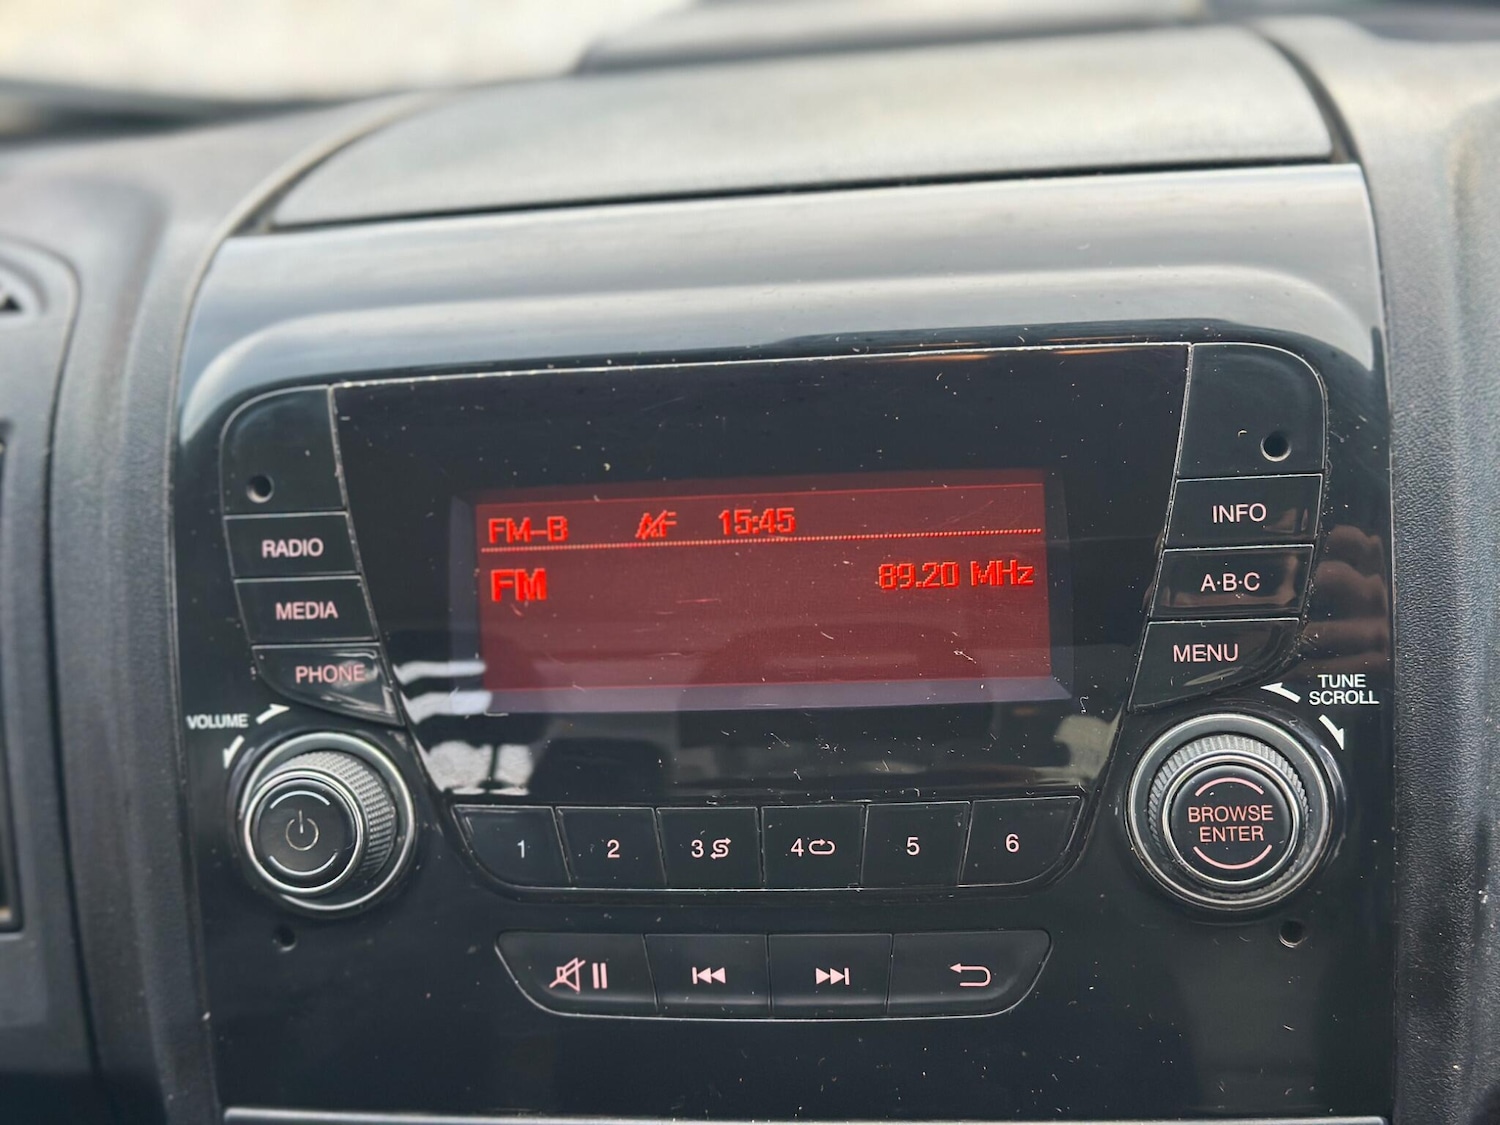 FM-B AF 15:45
FM 89.20 MHz
RADIO
MEDIA
PHONE
VOLUME
INFO
A·B·C
MENU
TUNE
SCROLL
BROWSE
ENTER
1 2 3 4 5 6